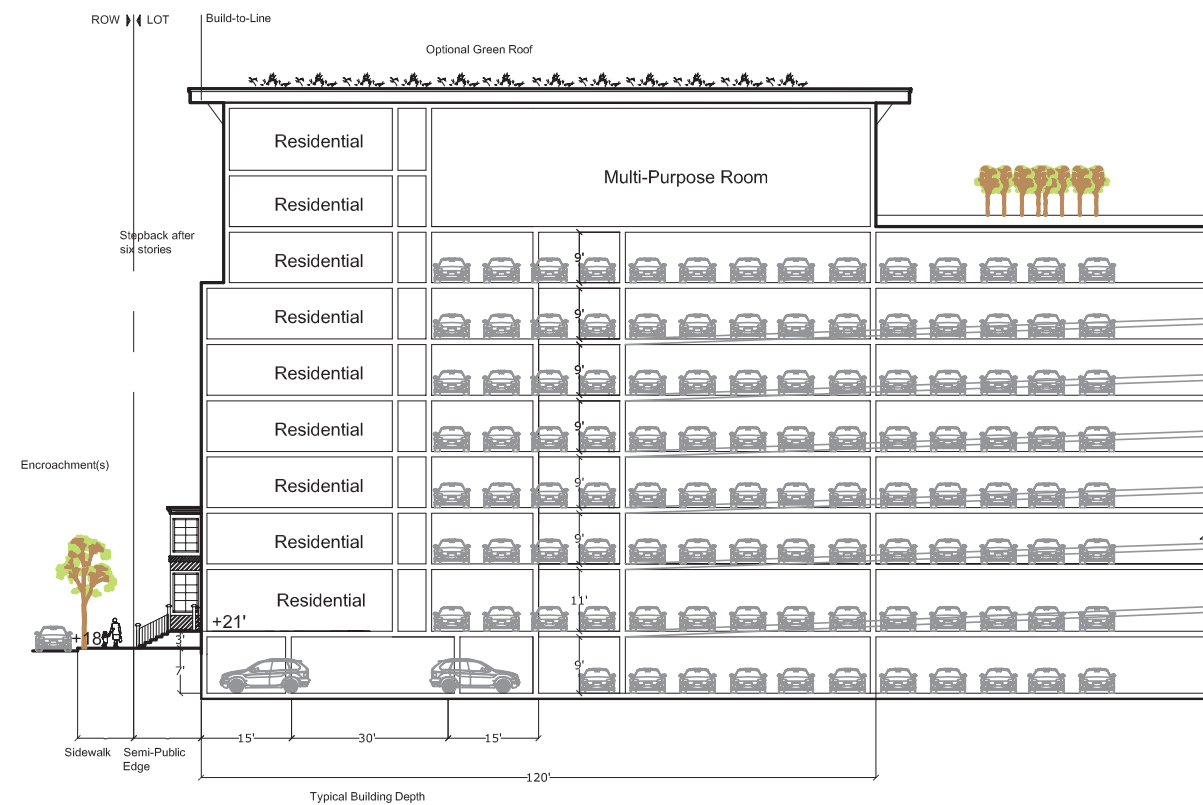 ROW LOT Build-to-Line
Optional Green Roof
Residential
Multi-Purpose Room
Residential
Stepback after
six stories
Residential
9'
Residential
9'
Residential
9'
Residential
9'
Encroachment(s)
Residential
9'
Residential
9'
Residential
11'
+21'
+18'
3'
7'
9'
15' 30' 15'
Sidewalk Semi-Public
Edge
120'
Typical Building Depth